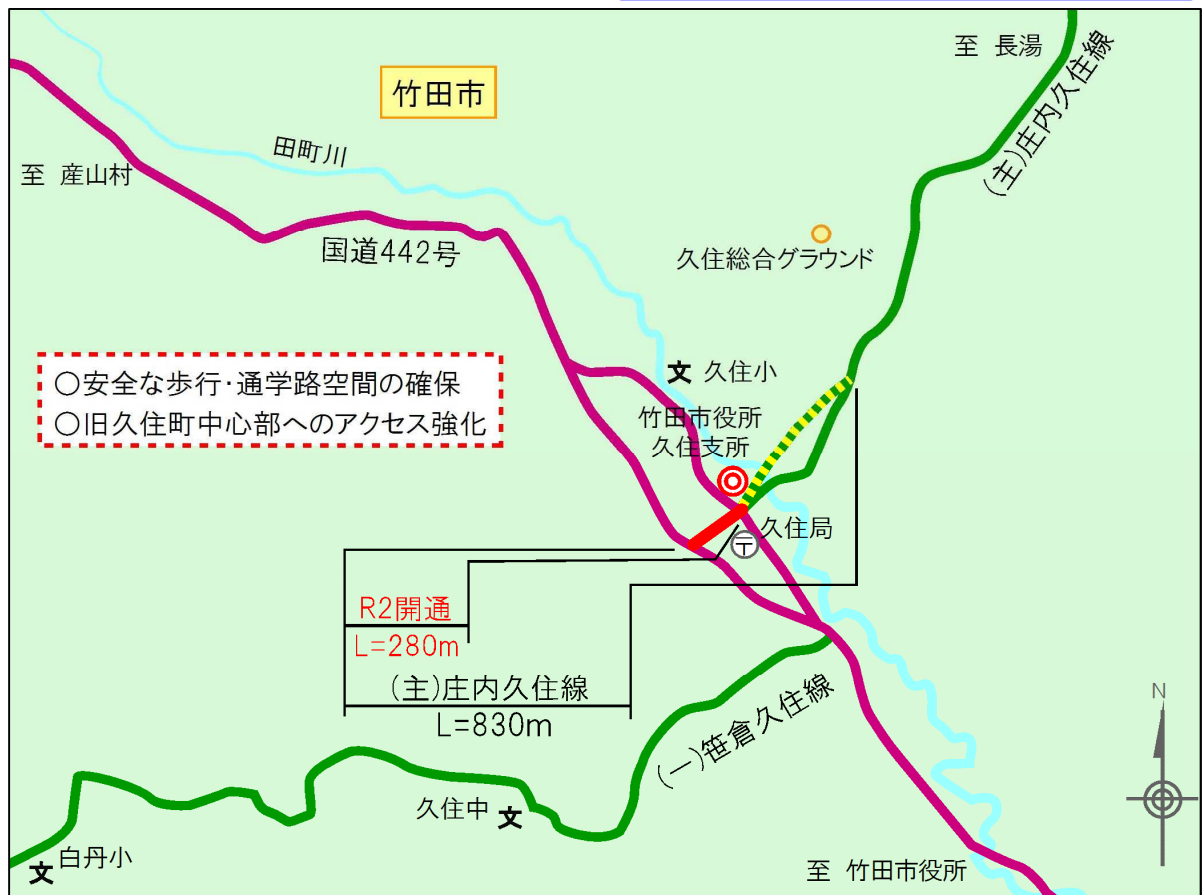 至 長湯
(主)庄内久住線
竹田市
田町川
至 産山村
国道442号
久住総合グラウンド
○安全な歩行・通学路空間の確保
○旧久住町中心部へのアクセス強化
文 久住小
竹田市役所
久住支所
久住局
〒
R2開通
L=280m
(主)庄内久住線
L=830m
(一)笹倉久住線
N
久住中 文
文 白丹小
至 竹田市役所